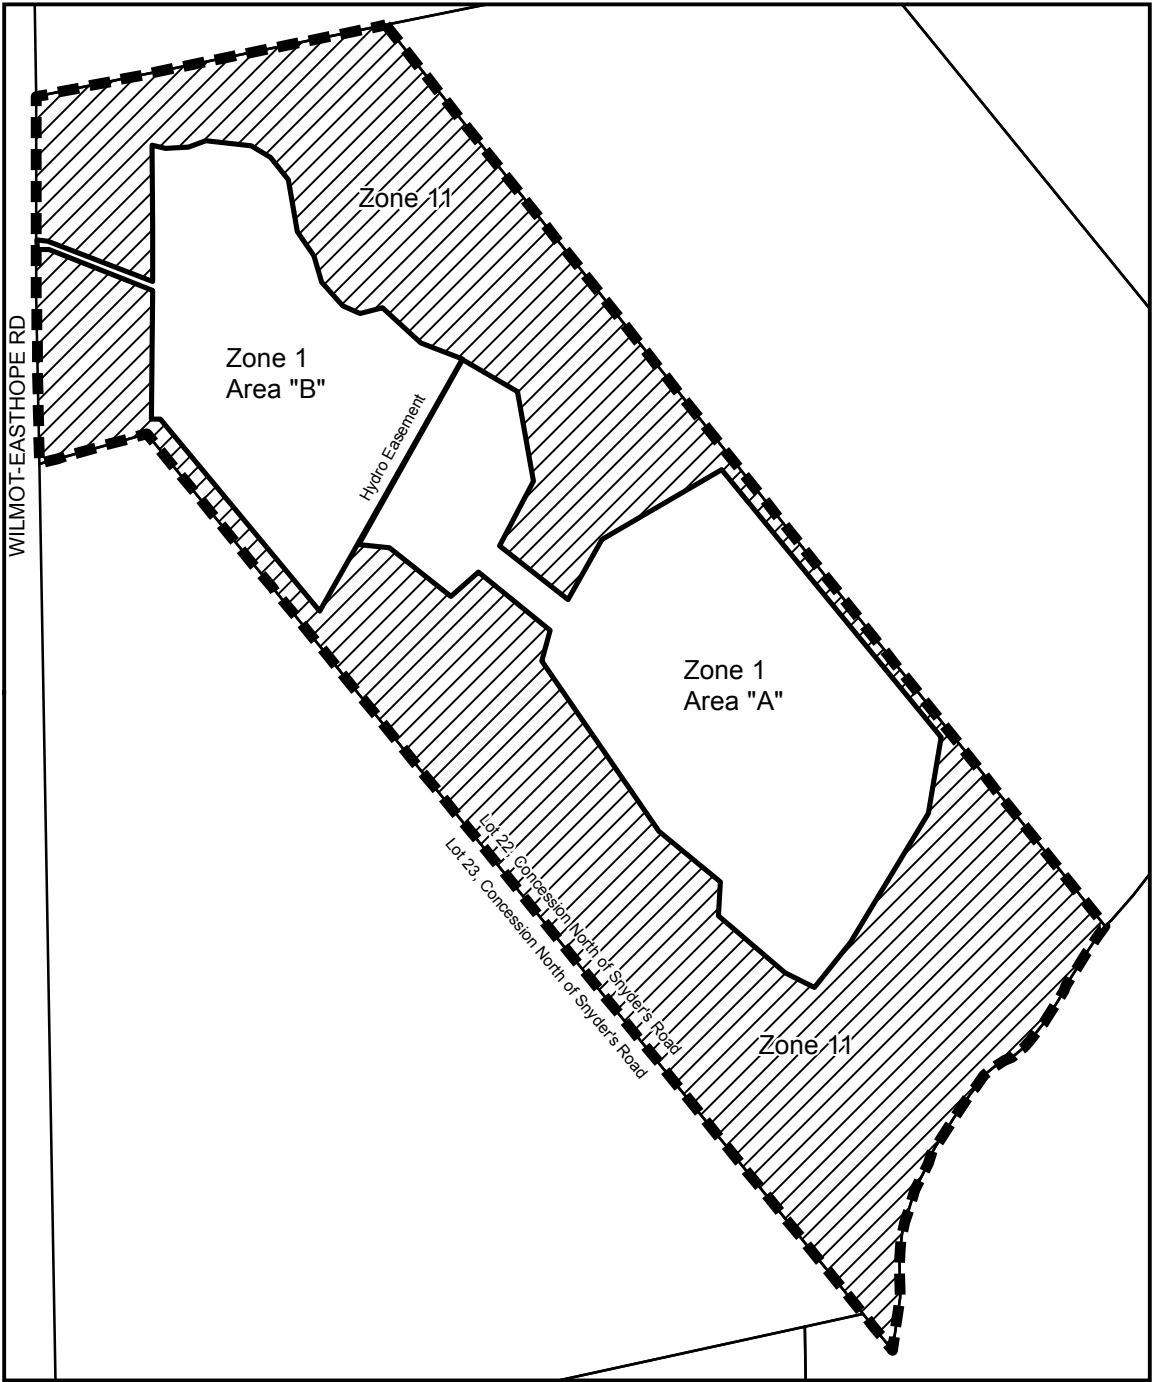 Zone 11
WILMOT-EASTHOPE RD
Zone 1
Area "B"
Hydro Easement
Zone 1
Area "A"
Lot 22, Concession North of Snyder's Road
Lot 23, Concession North of Snyder's Road
Zone 11